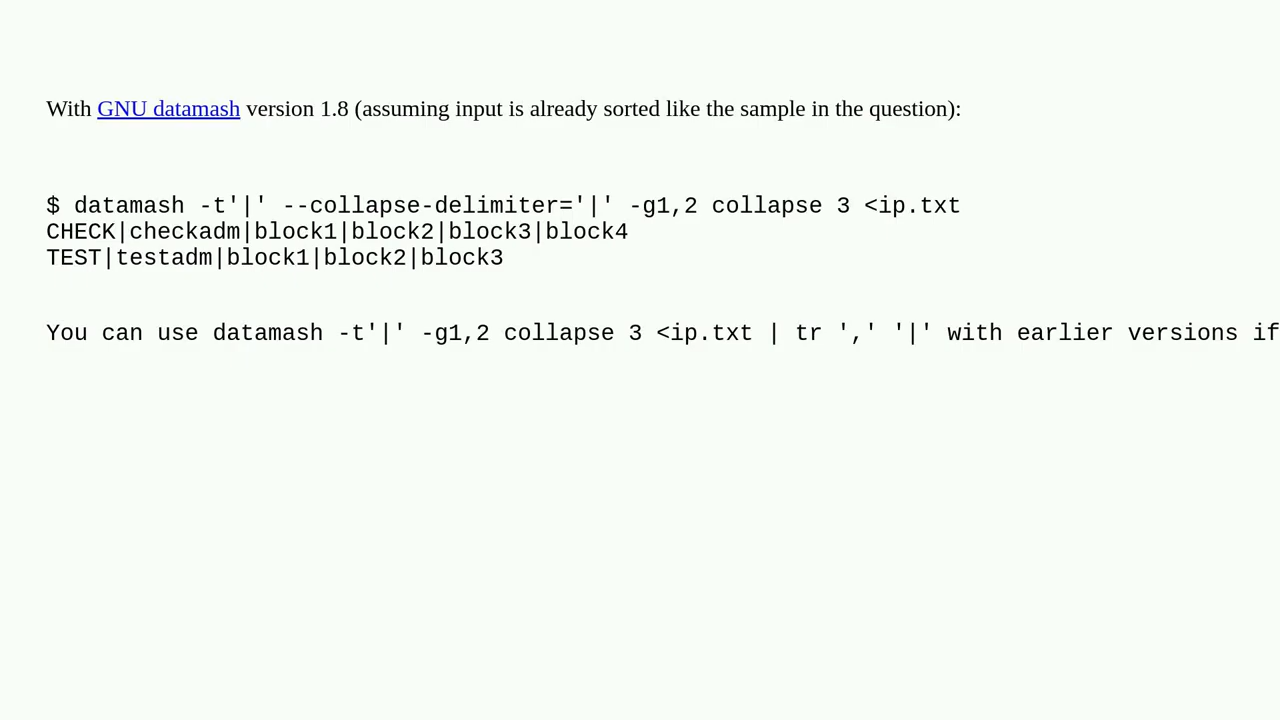 With GNU datamash version 1.8 (assuming input is already sorted like the sample in the question):
$ datamash -t'|' --collapse-delimiter='|' -g1,2 collapse 3 <ip.txt
CHECK|checkadm|block1|block2|block3|block4
TEST|testadm|block1|block2|block3
You can use datamash -t'|' -g1,2 collapse 3 <ip.txt | tr ',' '|' with earlier versions if